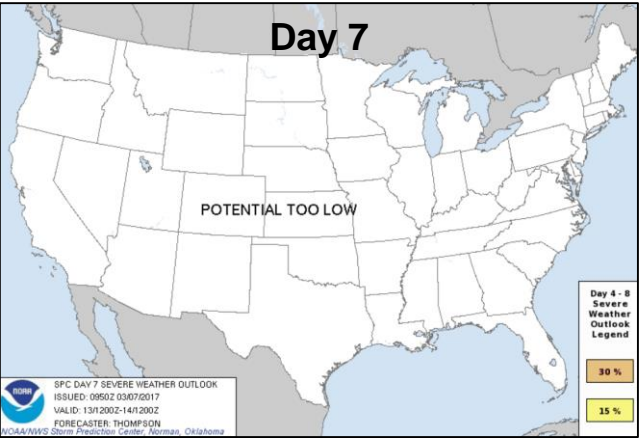 Day 7
POTENTIAL TOO LOW
Day 4 - 8
Severe
Weather
Outlook
Legend
30 %
15 %
NOAA
SPC DAY 7 SEVERE WEATHER OUTLOOK
ISSUED: 0950Z 03/07/2017
VALID: 13/1200Z-14/1200Z
FORECASTER: THOMPSON
NOAA/NWS Storm Prediction Center, Norman, Oklahoma